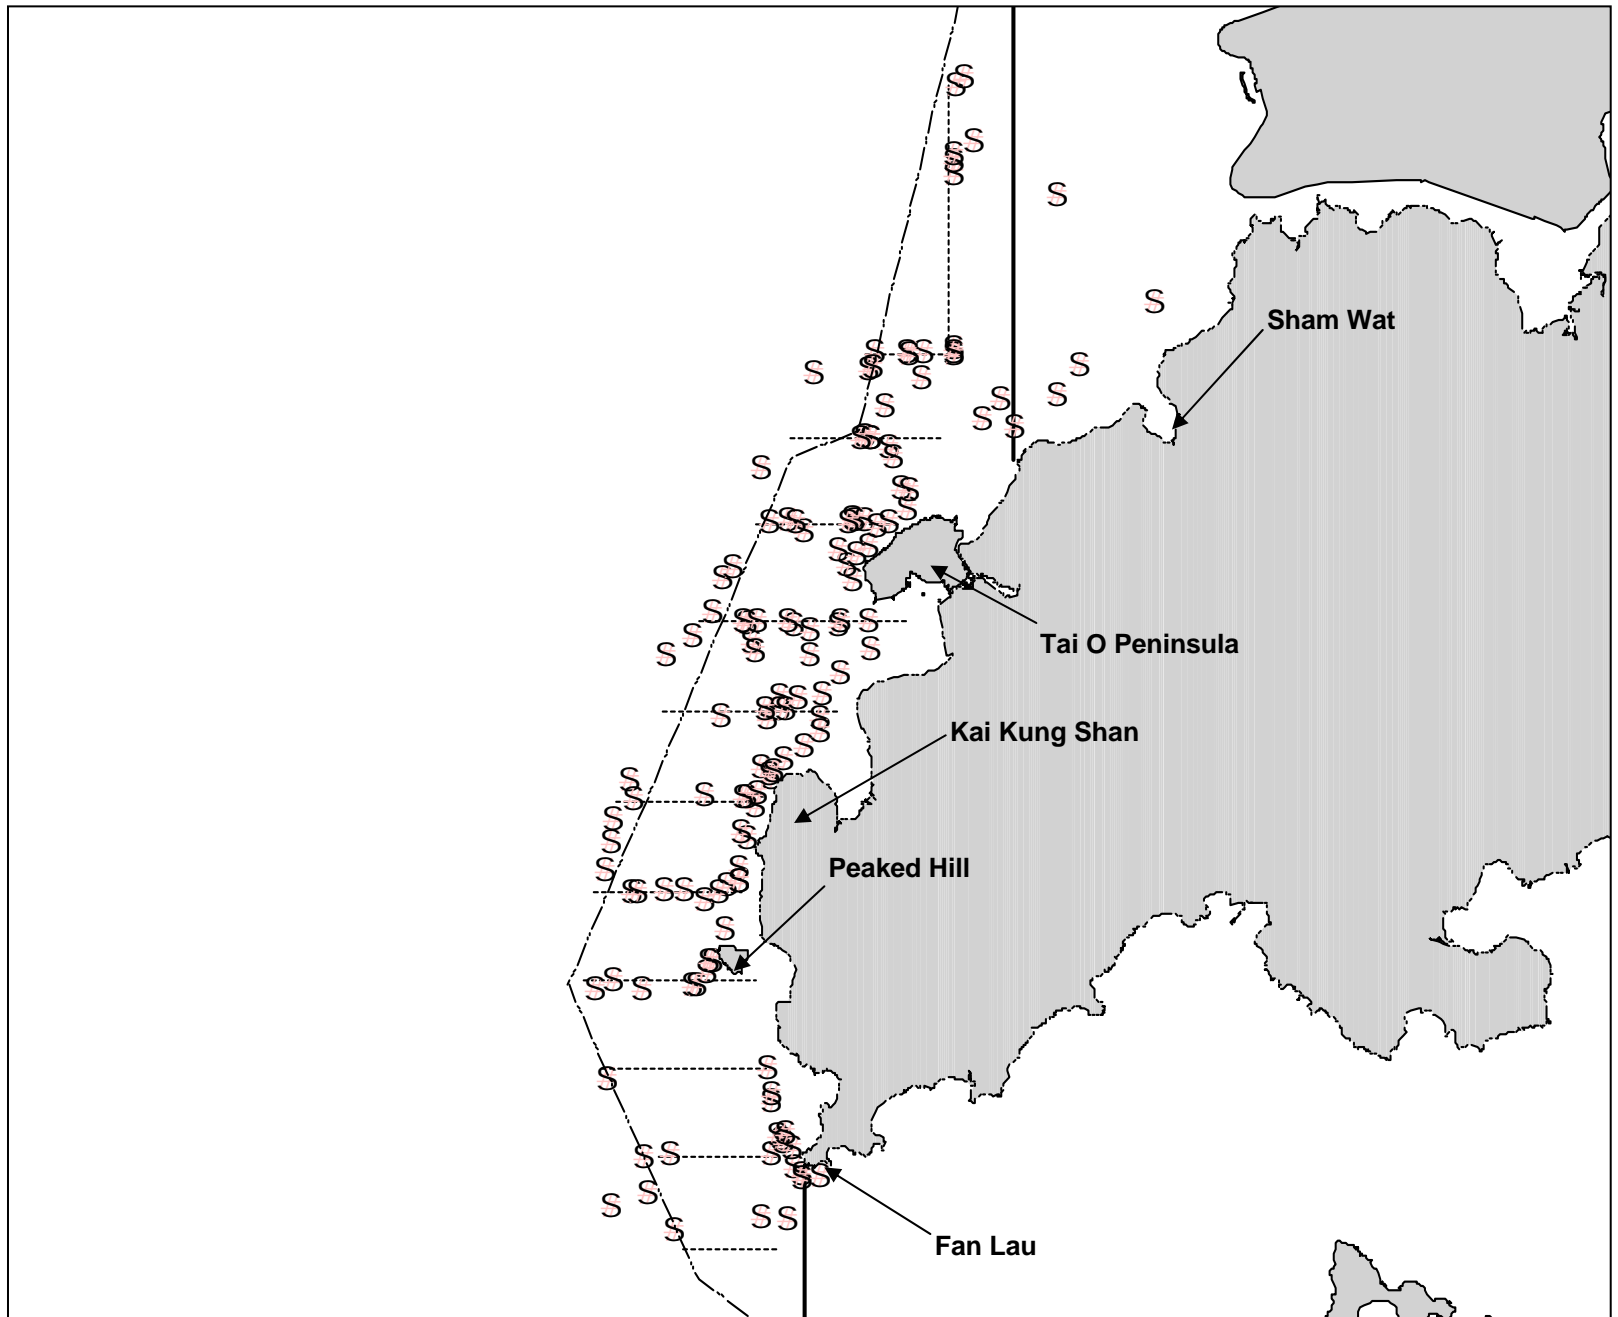 Sham Wat
Tai O Peninsula
Kai Kung Shan
Peaked Hill
Fan Lau